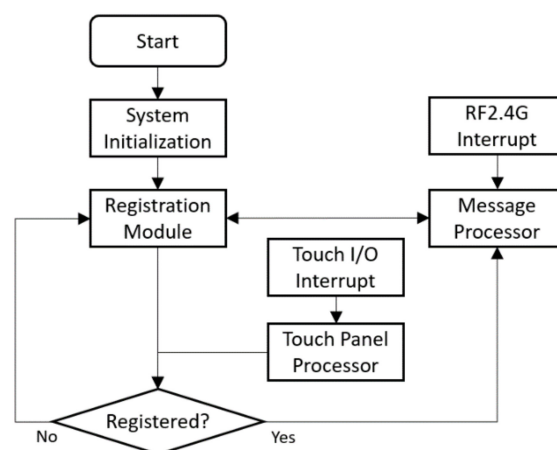 Start
System
Initialization
RF2.4G
Interrupt
Registration
Module
Message
Processor
Touch I/O
Interrupt
Touch Panel
Processor
Registered?
No
Yes